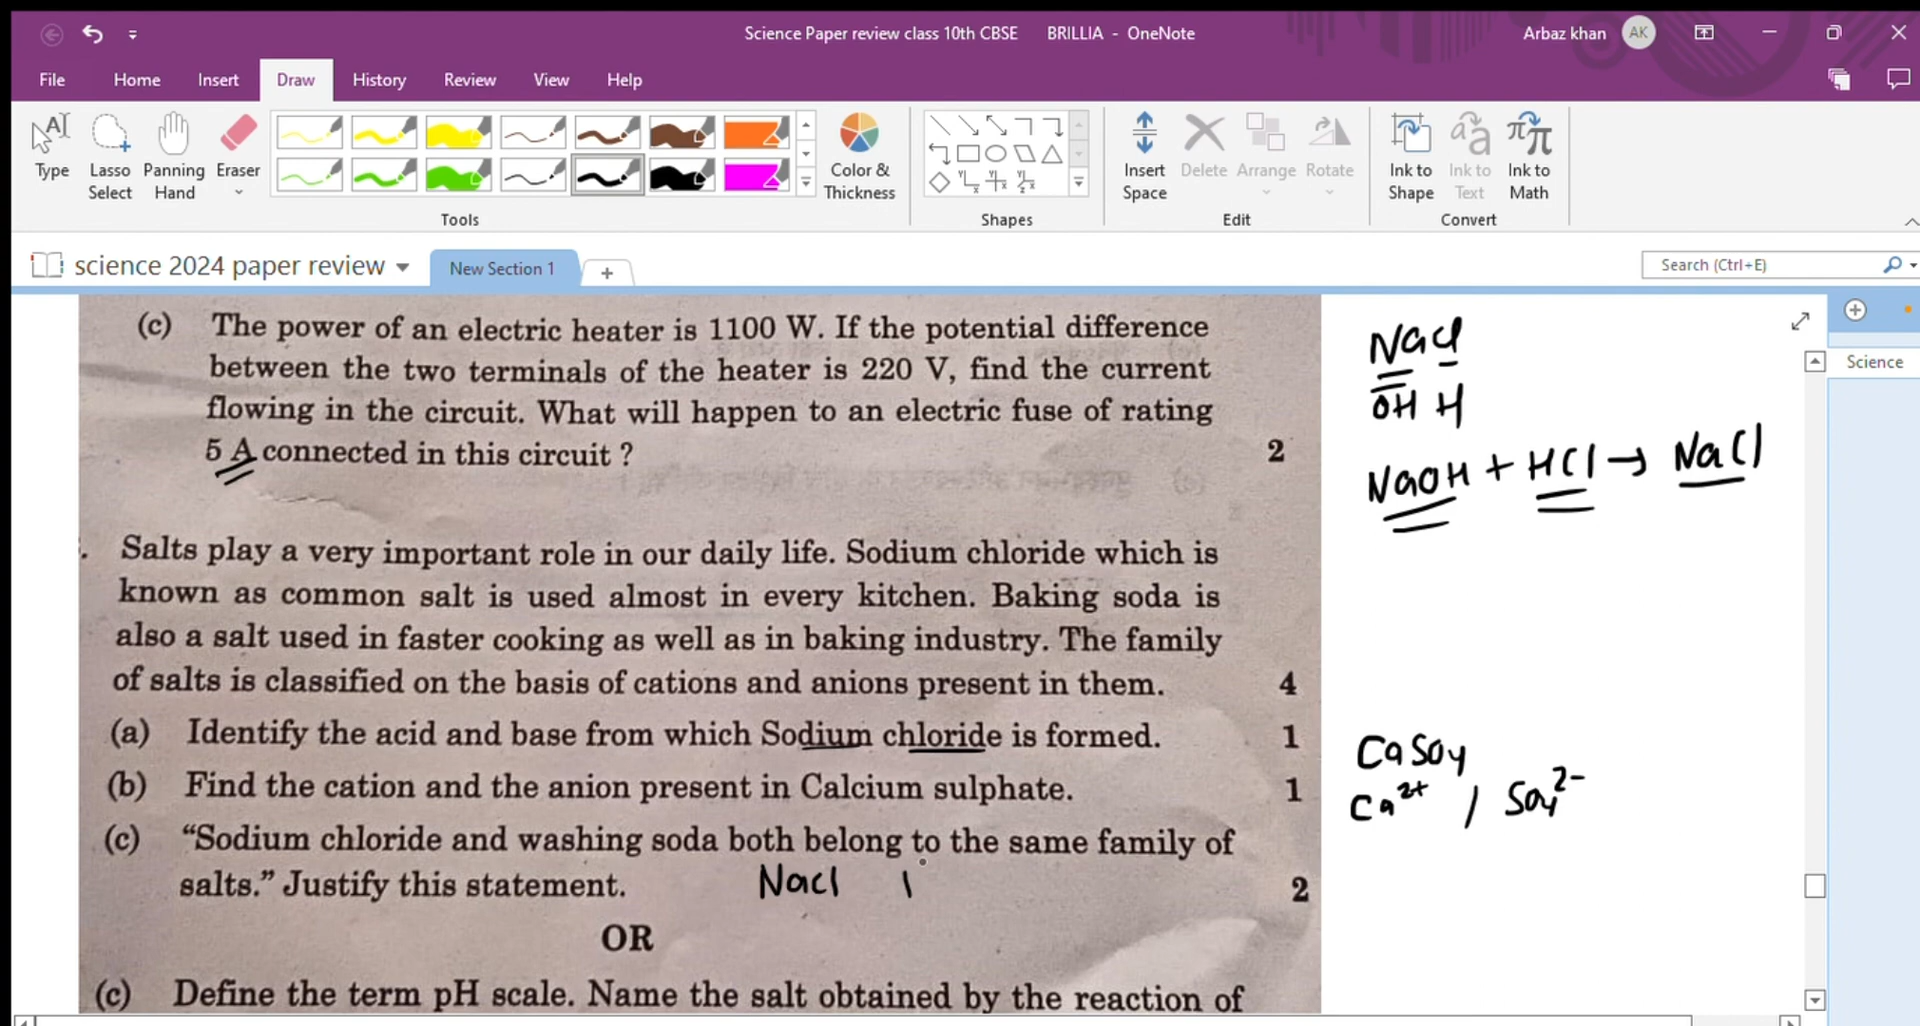 Science Paper review class 10th CBSE BRILLIA - OneNote
Arbaz khan AK
File Home Insert Draw History Review View Help
Type Lasso Select Panning Hand Eraser Color & Thickness Insert Space Delete Arrange Rotate Ink to Shape Ink to Text Ink to Math
Tools Shapes Edit Convert
science 2024 paper review New Section 1 + Search (Ctrl+E)
Science
(c) The power of an electric heater is 1100 W. If the potential difference
between the two terminals of the heater is 220 V, find the current
flowing in the circuit. What will happen to an electric fuse of rating
5 A connected in this circuit ? 2
. Salts play a very important role in our daily life. Sodium chloride which is
known as common salt is used almost in every kitchen. Baking soda is
also a salt used in faster cooking as well as in baking industry. The family
of salts is classified on the basis of cations and anions present in them. 4
(a) Identify the acid and base from which Sodium chloride is formed. 1
(b) Find the cation and the anion present in Calcium sulphate. 1
(c) “Sodium chloride and washing soda both belong to the same family of
salts.” Justify this statement. 2
Nacl
OR
(c) Define the term pH scale. Name the salt obtained by the reaction of
Nacl
OH H
NaOH + HCl → NaCl
CaSO4
Ca2+ / SO4 2-